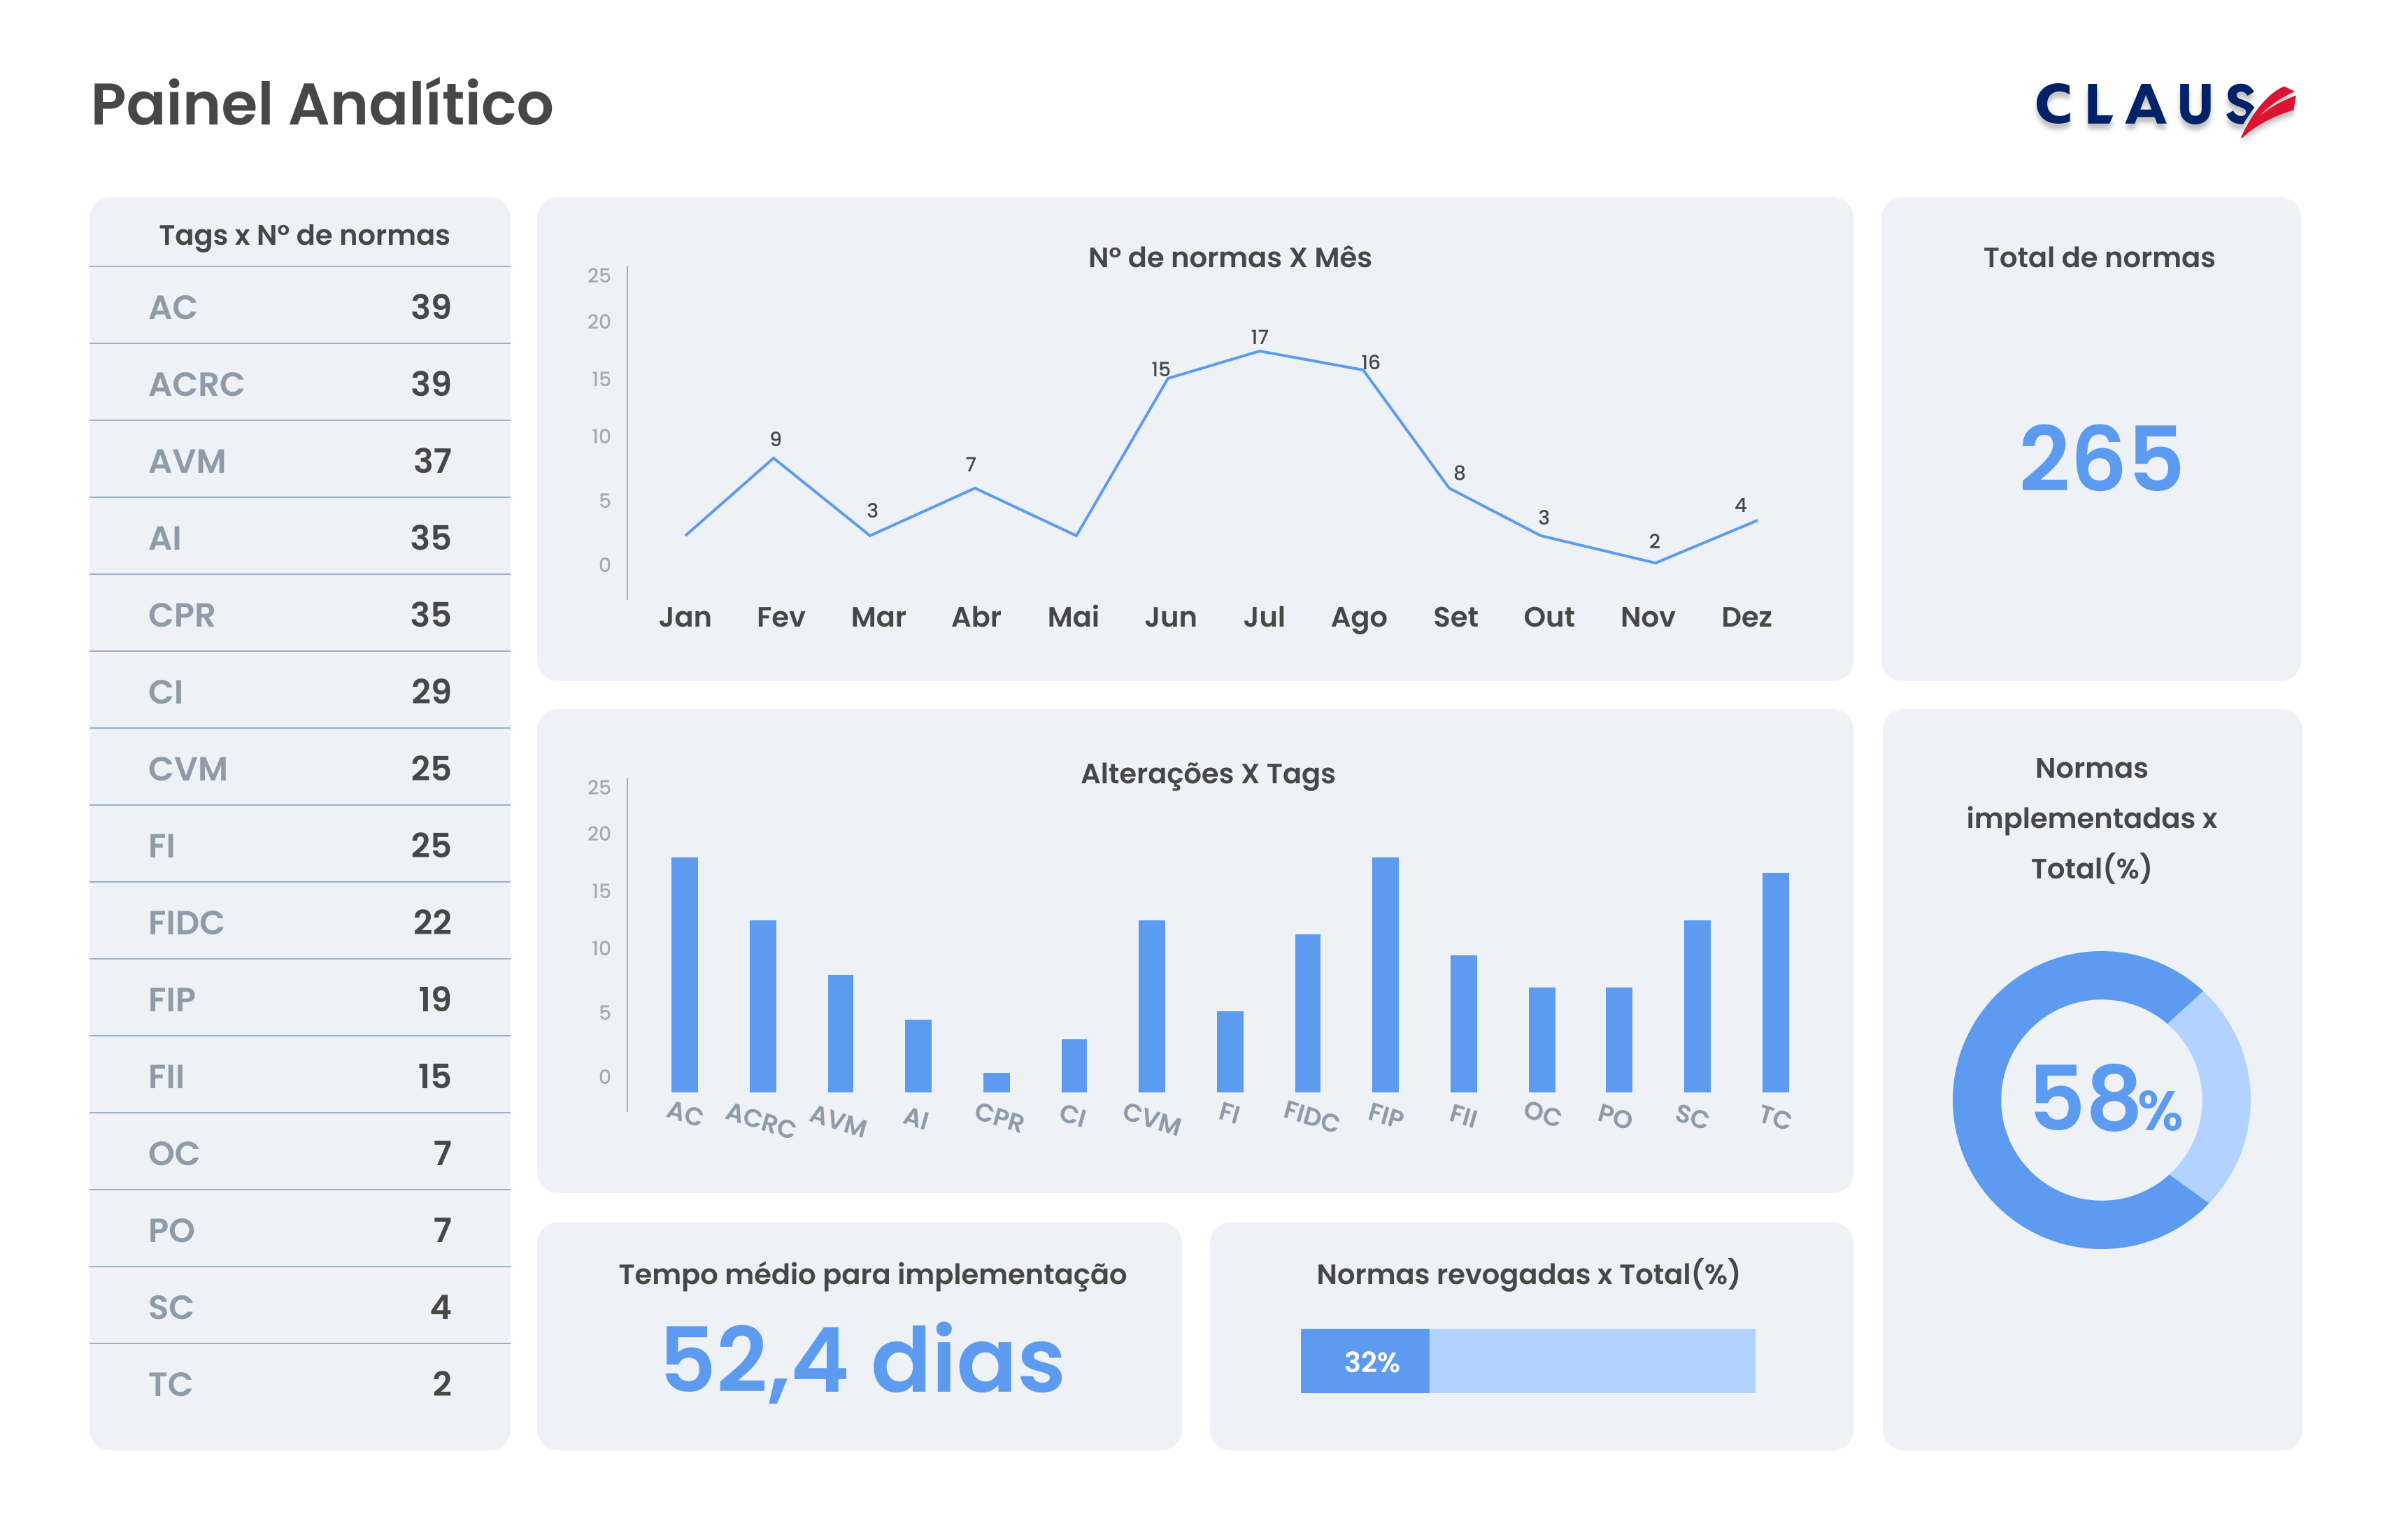 Painel Analítico
CLAUS
Tags x Nº de normas
AC 39
ACRC 39
AVM 37
AI 35
CPR 35
CI 29
CVM 25
FI 25
FIDC 22
FIP 19
FII 15
OC 7
PO 7
SC 4
TC 2
Nº de normas X Mês
25
20
15
10
5
0
9
3
7
15
17
16
8
3
2
4
Jan Fev Mar Abr Mai Jun Jul Ago Set Out Nov Dez
Total de normas
265
Alterações X Tags
25
20
15
10
5
0
AC ACRC AVM AI CPR CI CVM FI FIDC FIP FII OC PO SC TC
Normas
implementadas x
Total(%)
58%
Tempo médio para implementação
52,4 dias
Normas revogadas x Total(%)
32%